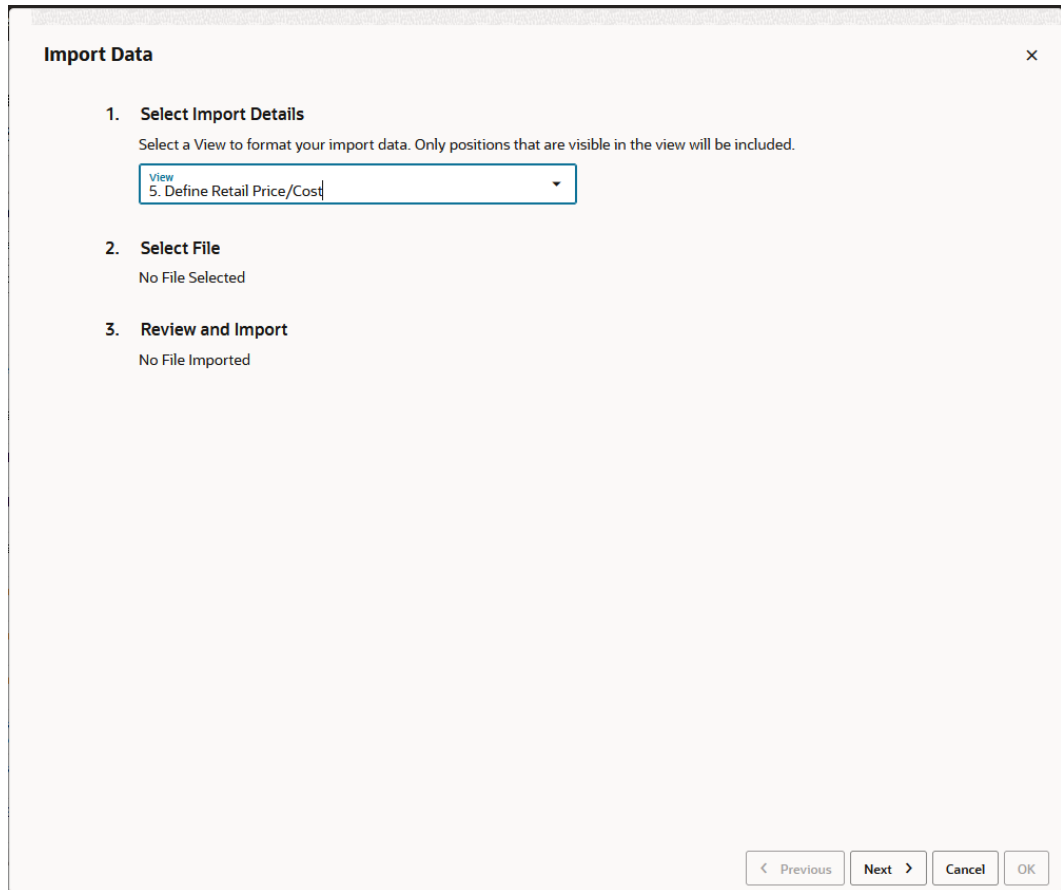 Import Data
1. Select Import Details
Select a View to format your import data. Only positions that are visible in the view will be included.
View
5. Define Retail Price/Cost
2. Select File
No File Selected
3. Review and Import
No File Imported
Previous Next Cancel OK